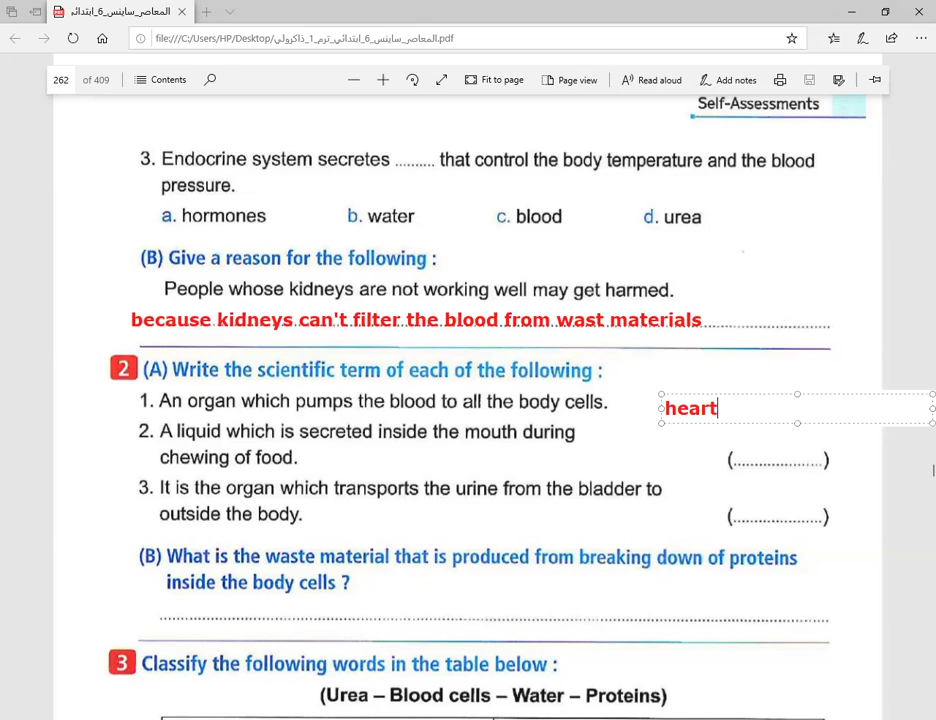 المعاصر_ساينس_6_ابتدائي
file:///C:/Users/HP/Desktop/المعاصر_ساينس_6_ابتدائي_ترم_1_ذاكرولي.pdf
262 of 409 Contents Fit to page Page view Read aloud Add notes
Self-Assessments
3. Endocrine system secretes ......... that control the body temperature and the blood
pressure.
a. hormones b. water c. blood d. urea
(B) Give a reason for the following :
People whose kidneys are not working well may get harmed.
because kidneys can't filter the blood from wast materials
2 (A) Write the scientific term of each of the following :
1. An organ which pumps the blood to all the body cells. heart
2. A liquid which is secreted inside the mouth during
chewing of food. (......................)
3. It is the organ which transports the urine from the bladder to
outside the body. (......................)
(B) What is the waste material that is produced from breaking down of proteins
inside the body cells ?
3 Classify the following words in the table below :
(Urea – Blood cells – Water – Proteins)